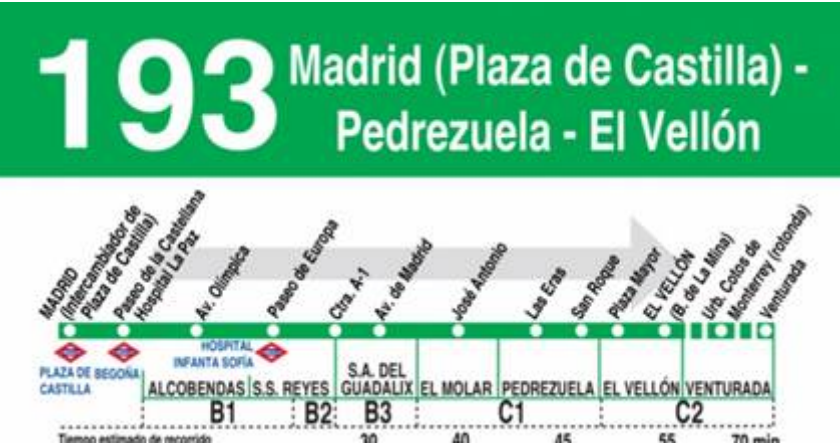 193
Madrid (Plaza de Castilla) -
Pedrezuela - El Vellón
MADRID
(Intercambiador de
Plaza de Castilla)
Paseo de la Castellana
Hospital La Paz
Av. Olímpica
Paseo de Europa
Ctra. A-1
Av. de Madrid
José Antonio
Las Eras
San Roque
Plaza Mayor
EL VELLÓN
(B. de La Mina)
Urb. Cotos de
Monterrey (rotonda)
Venturada
PLAZA DE
CASTILLA
BEGOÑA
HOSPITAL
INFANTA SOFÍA
ALCOBENDAS
S.S. REYES
S.A. DEL
GUADALIX
EL MOLAR
PEDREZUELA
EL VELLÓN
VENTURADA
B1
B2
B3
C1
C2
Tiempo estimado de recorrido
30
40
45
55
70 min